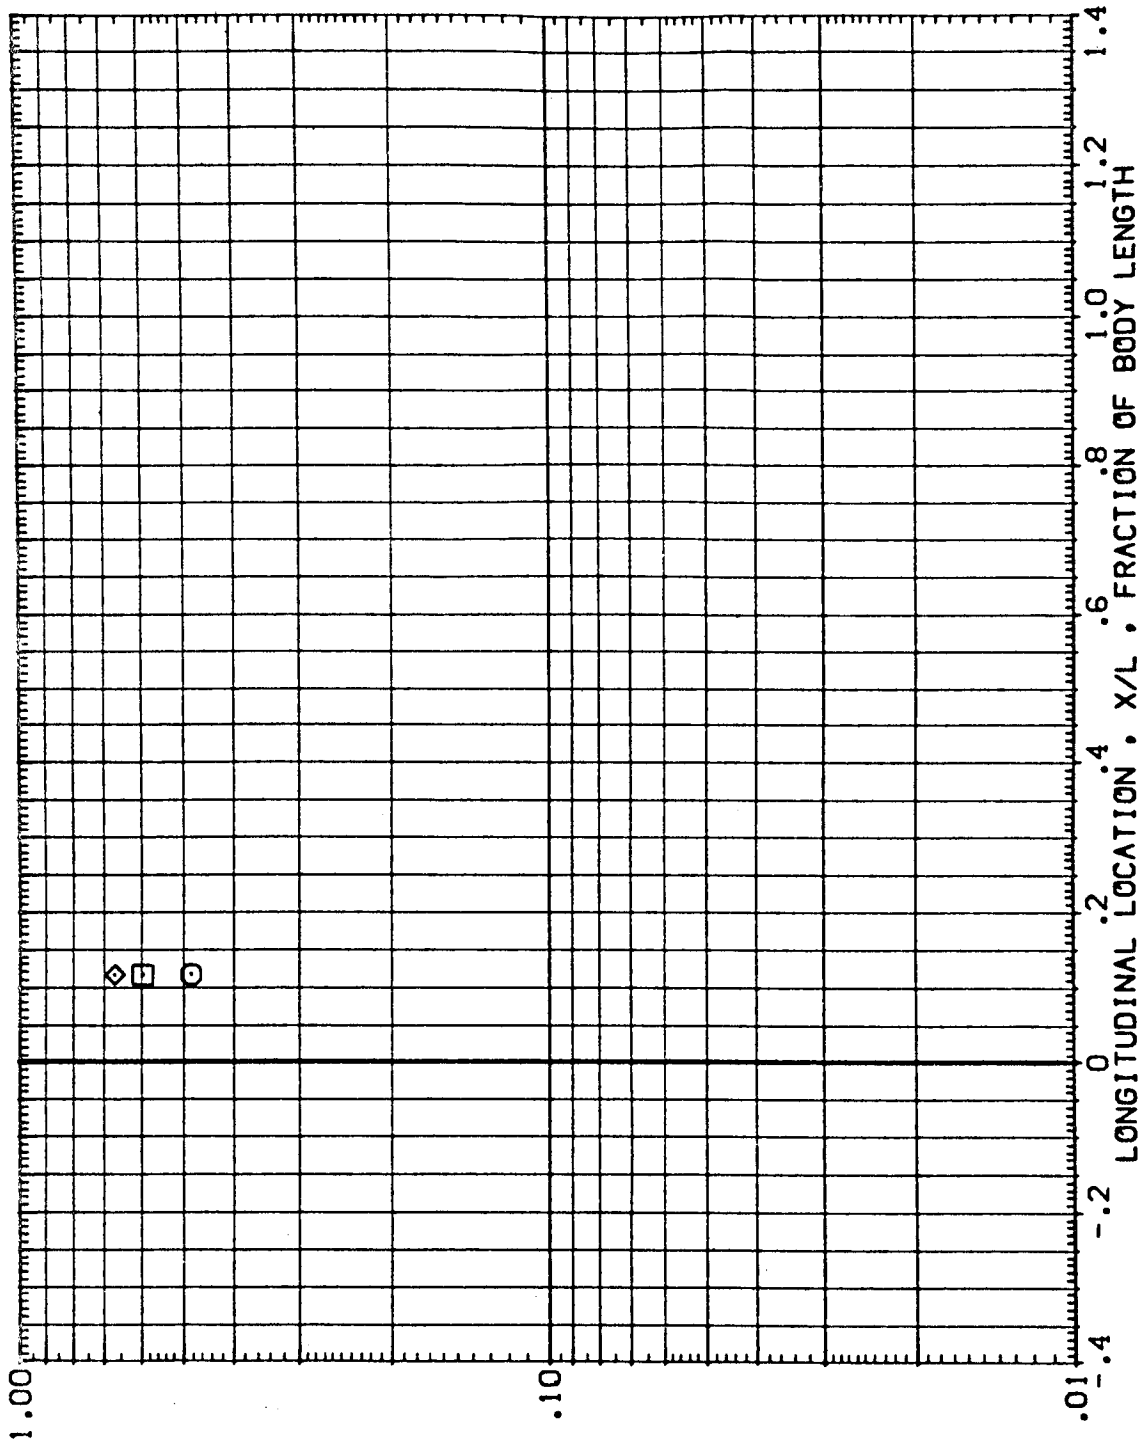 1.00
.10
.01
-.4 -.2 0 .2 .4 .6 .8 1.0 1.2 1.4
LONGITUDINAL LOCATION , X/L , FRACTION OF BODY LENGTH